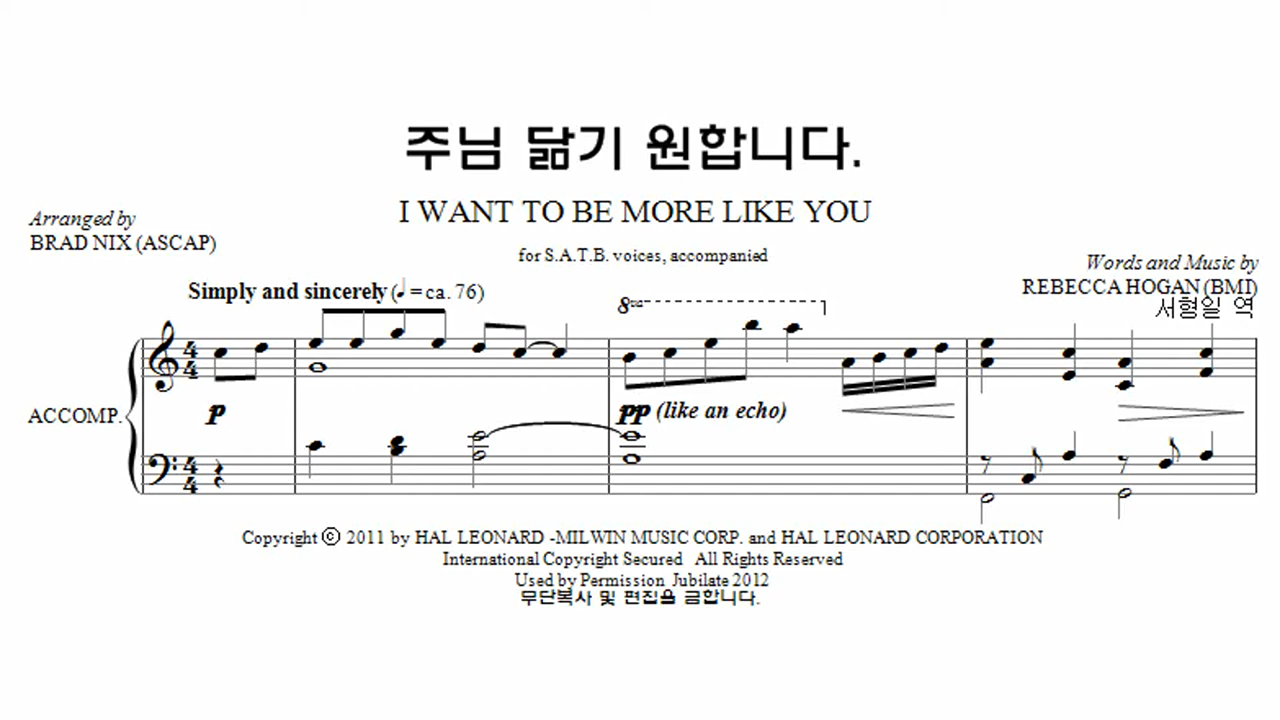 주님 닮기 원합니다.
I WANT TO BE MORE LIKE YOU
Arranged by
BRAD NIX (ASCAP)
for S.A.T.B. voices, accompanied
Words and Music by
REBECCA HOGAN (BMI)
서형일 역
Simply and sincerely (♩ = ca. 76)
8va
4 4
ACCOMP.
p
pp (like an echo)
4 4
Copyright © 2011 by HAL LEONARD -MILWIN MUSIC CORP. and HAL LEONARD CORPORATION
International Copyright Secured All Rights Reserved
Used by Permission Jubilate 2012
무단복사 및 편집을 금합니다.